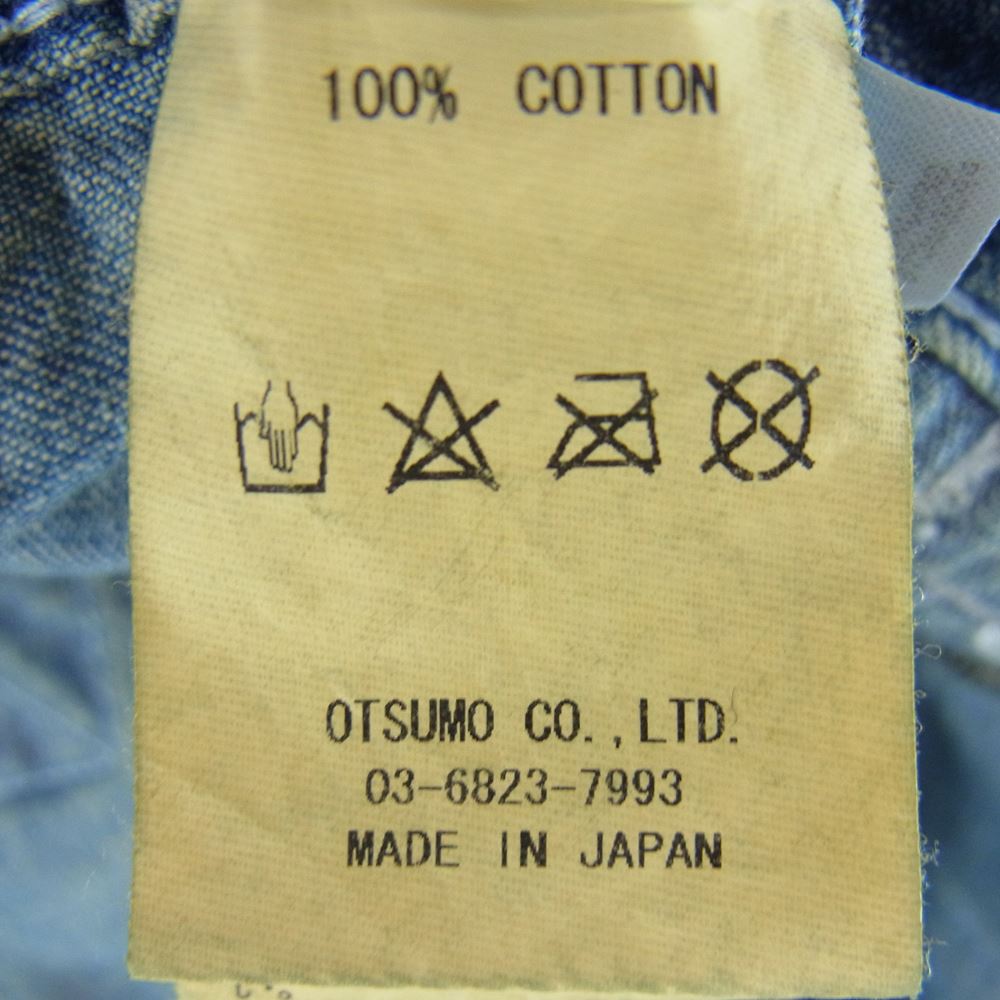 100% COTTON
OTSUMO CO.,LTD.
03-6823-7993
MADE IN JAPAN